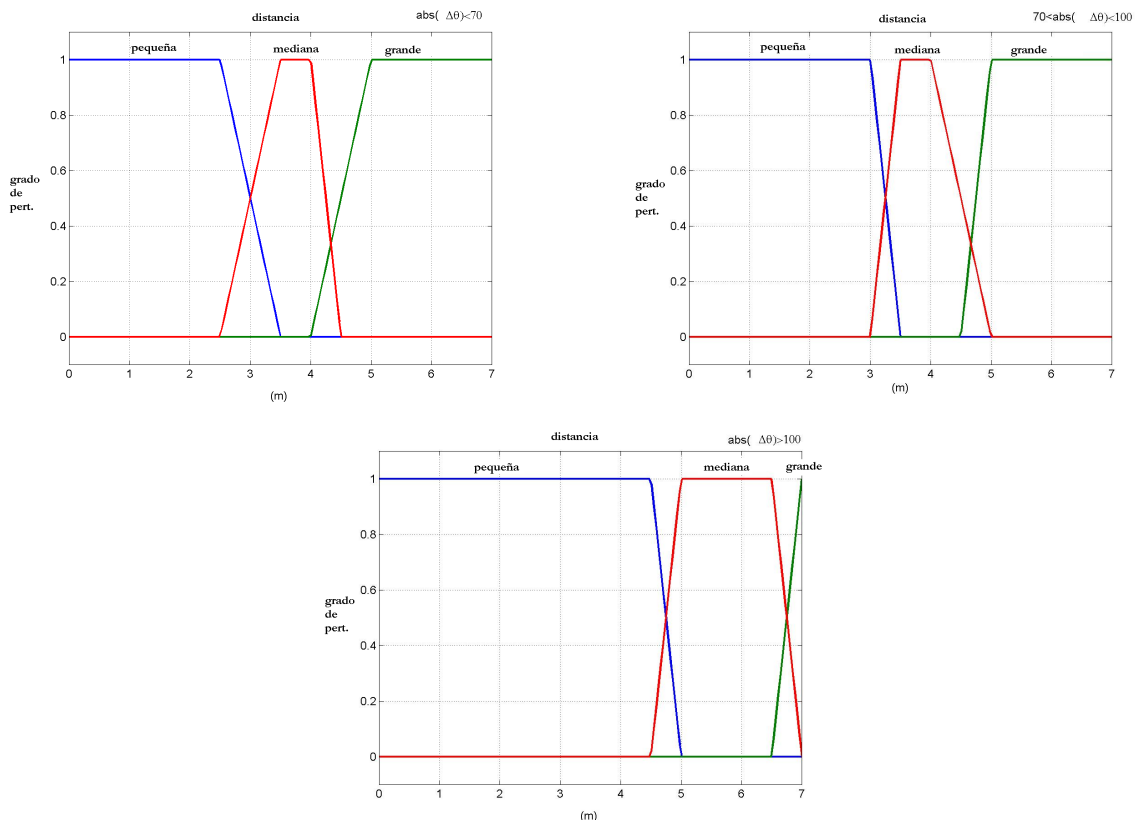 distancia abs( Δθ)<70
pequeña mediana grande
1
0.8
0.6
grado
de
pert.
0.4
0.2
0
0 1 2 3 4 5 6 7
(m)
distancia 70<abs( Δθ)<100
pequeña mediana grande
1
0.8
0.6
grado
de
pert.
0.4
0.2
0
0 1 2 3 4 5 6 7
(m)
distancia abs( Δθ)>100
pequeña mediana grande
1
0.8
0.6
grado
de
pert.
0.4
0.2
0
0 1 2 3 4 5 6 7
(m)